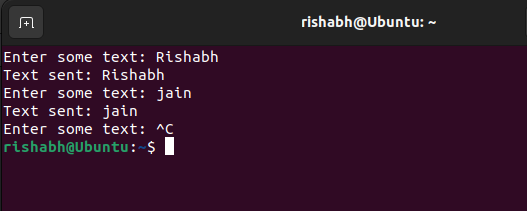 rishabh@Ubuntu: ~
Enter some text: Rishabh
Text sent: Rishabh
Enter some text: jain
Text sent: jain
Enter some text: ^C
rishabh@Ubuntu:~$